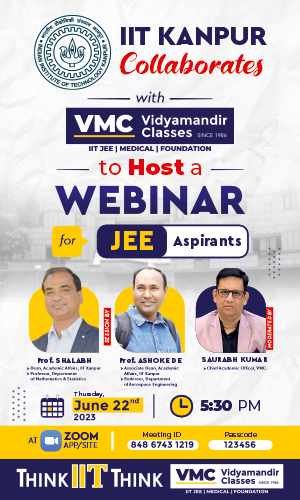 IIT KANPUR
Collaborates
with
VMC Vidyamandir Classes SINCE 1986
IIT JEE | MEDICAL | FOUNDATION
to Host a
WEBINAR
for JEE Aspirants
SESSION BY
MODERATED BY
Prof. SHALABH
Dean, Academic Affairs, IIT Kanpur
Professor, Department of Mathematics & Statistics
Prof. ASHOKE DE
Associate Dean, Academic Affairs, IIT Kanpur
Professor, Department of Aerospace Engineering
SAURABH KUMAR
Chief Academic Officer, VMC
Thusday,
June 22nd
2023
5:30 PM
AT ZOOM APP/SITE
Meeting ID
848 6743 1219
Passcode
123456
THINK IIT THINK
VMC Vidyamandir Classes SINCE 1986
IIT JEE | MEDICAL | FOUNDATION